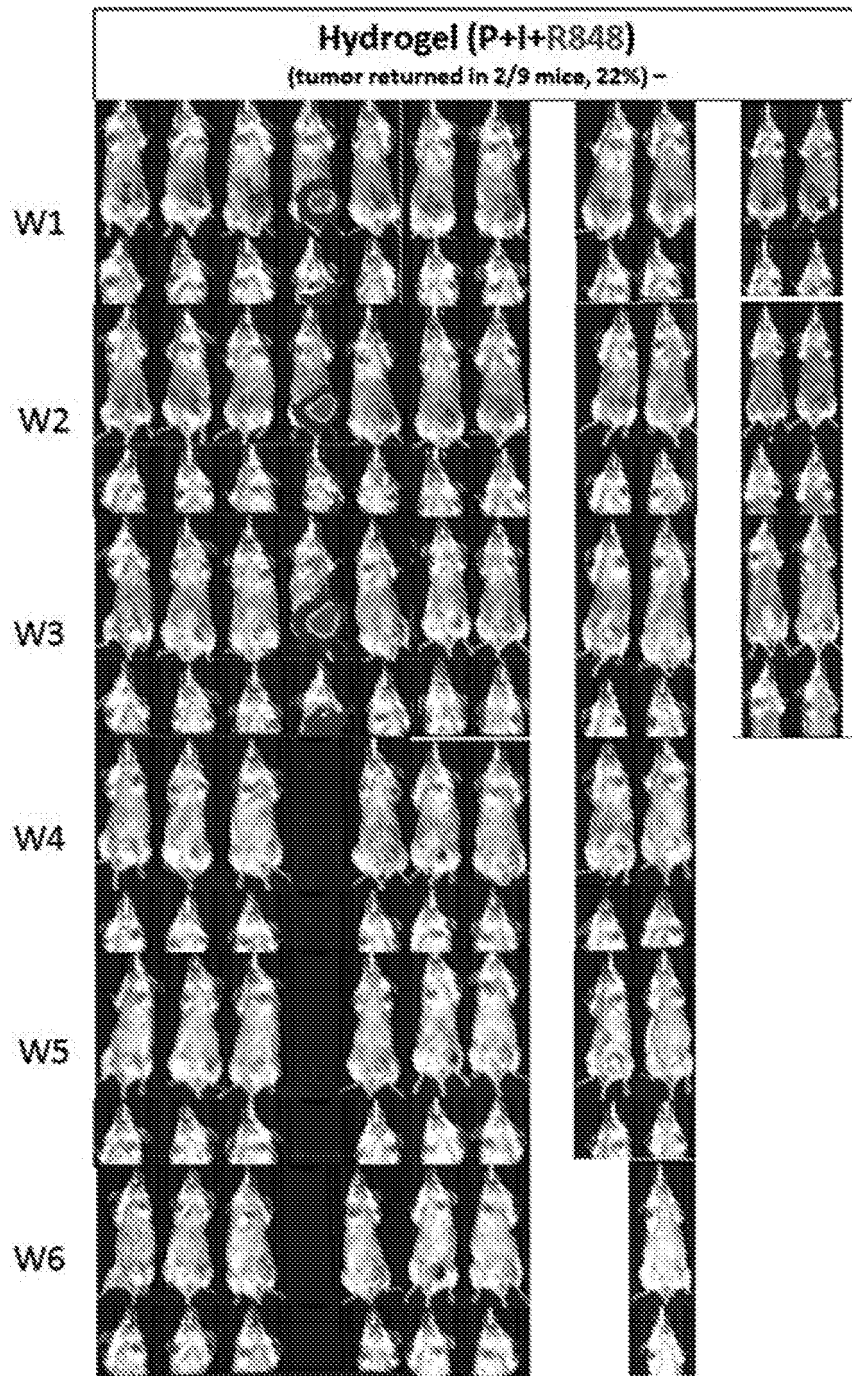 Hydrogel (P+I+R848)
(tumor returned in 2/9 mice, 22%) –
W1
W2
W3
W4
W5
W6